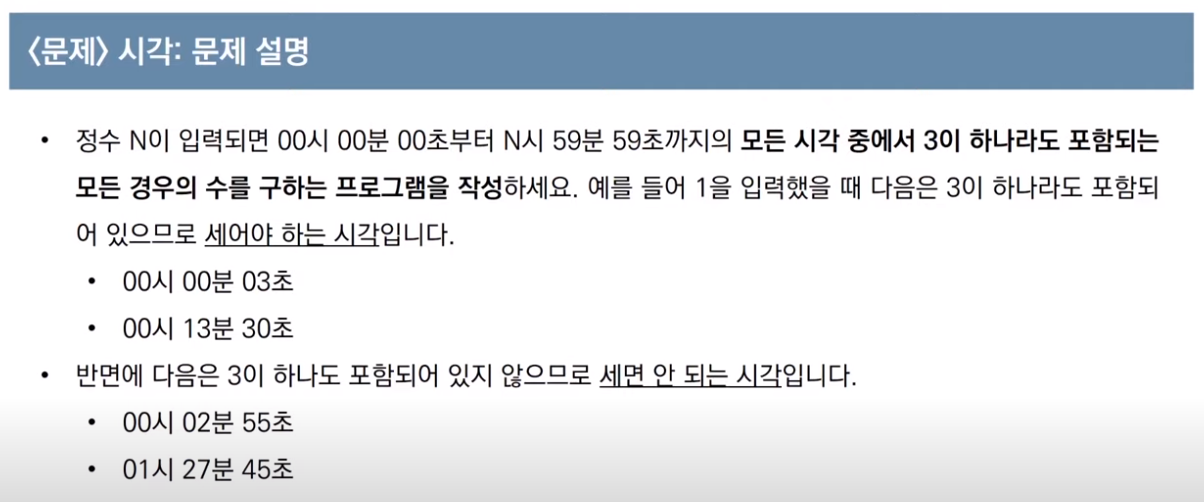 <문제> 시각: 문제 설명
• 정수 N이 입력되면 00시 00분 00초부터 N시 59분 59초까지의 모든 시각 중에서 3이 하나라도 포함되는
모든 경우의 수를 구하는 프로그램을 작성하세요. 예를 들어 1을 입력했을 때 다음은 3이 하나라도 포함되
어 있으므로 세어야 하는 시각입니다.
• 00시 00분 03초
• 00시 13분 30초
• 반면에 다음은 3이 하나도 포함되어 있지 않으므로 세면 안 되는 시각입니다.
• 00시 02분 55초
• 01시 27분 45초